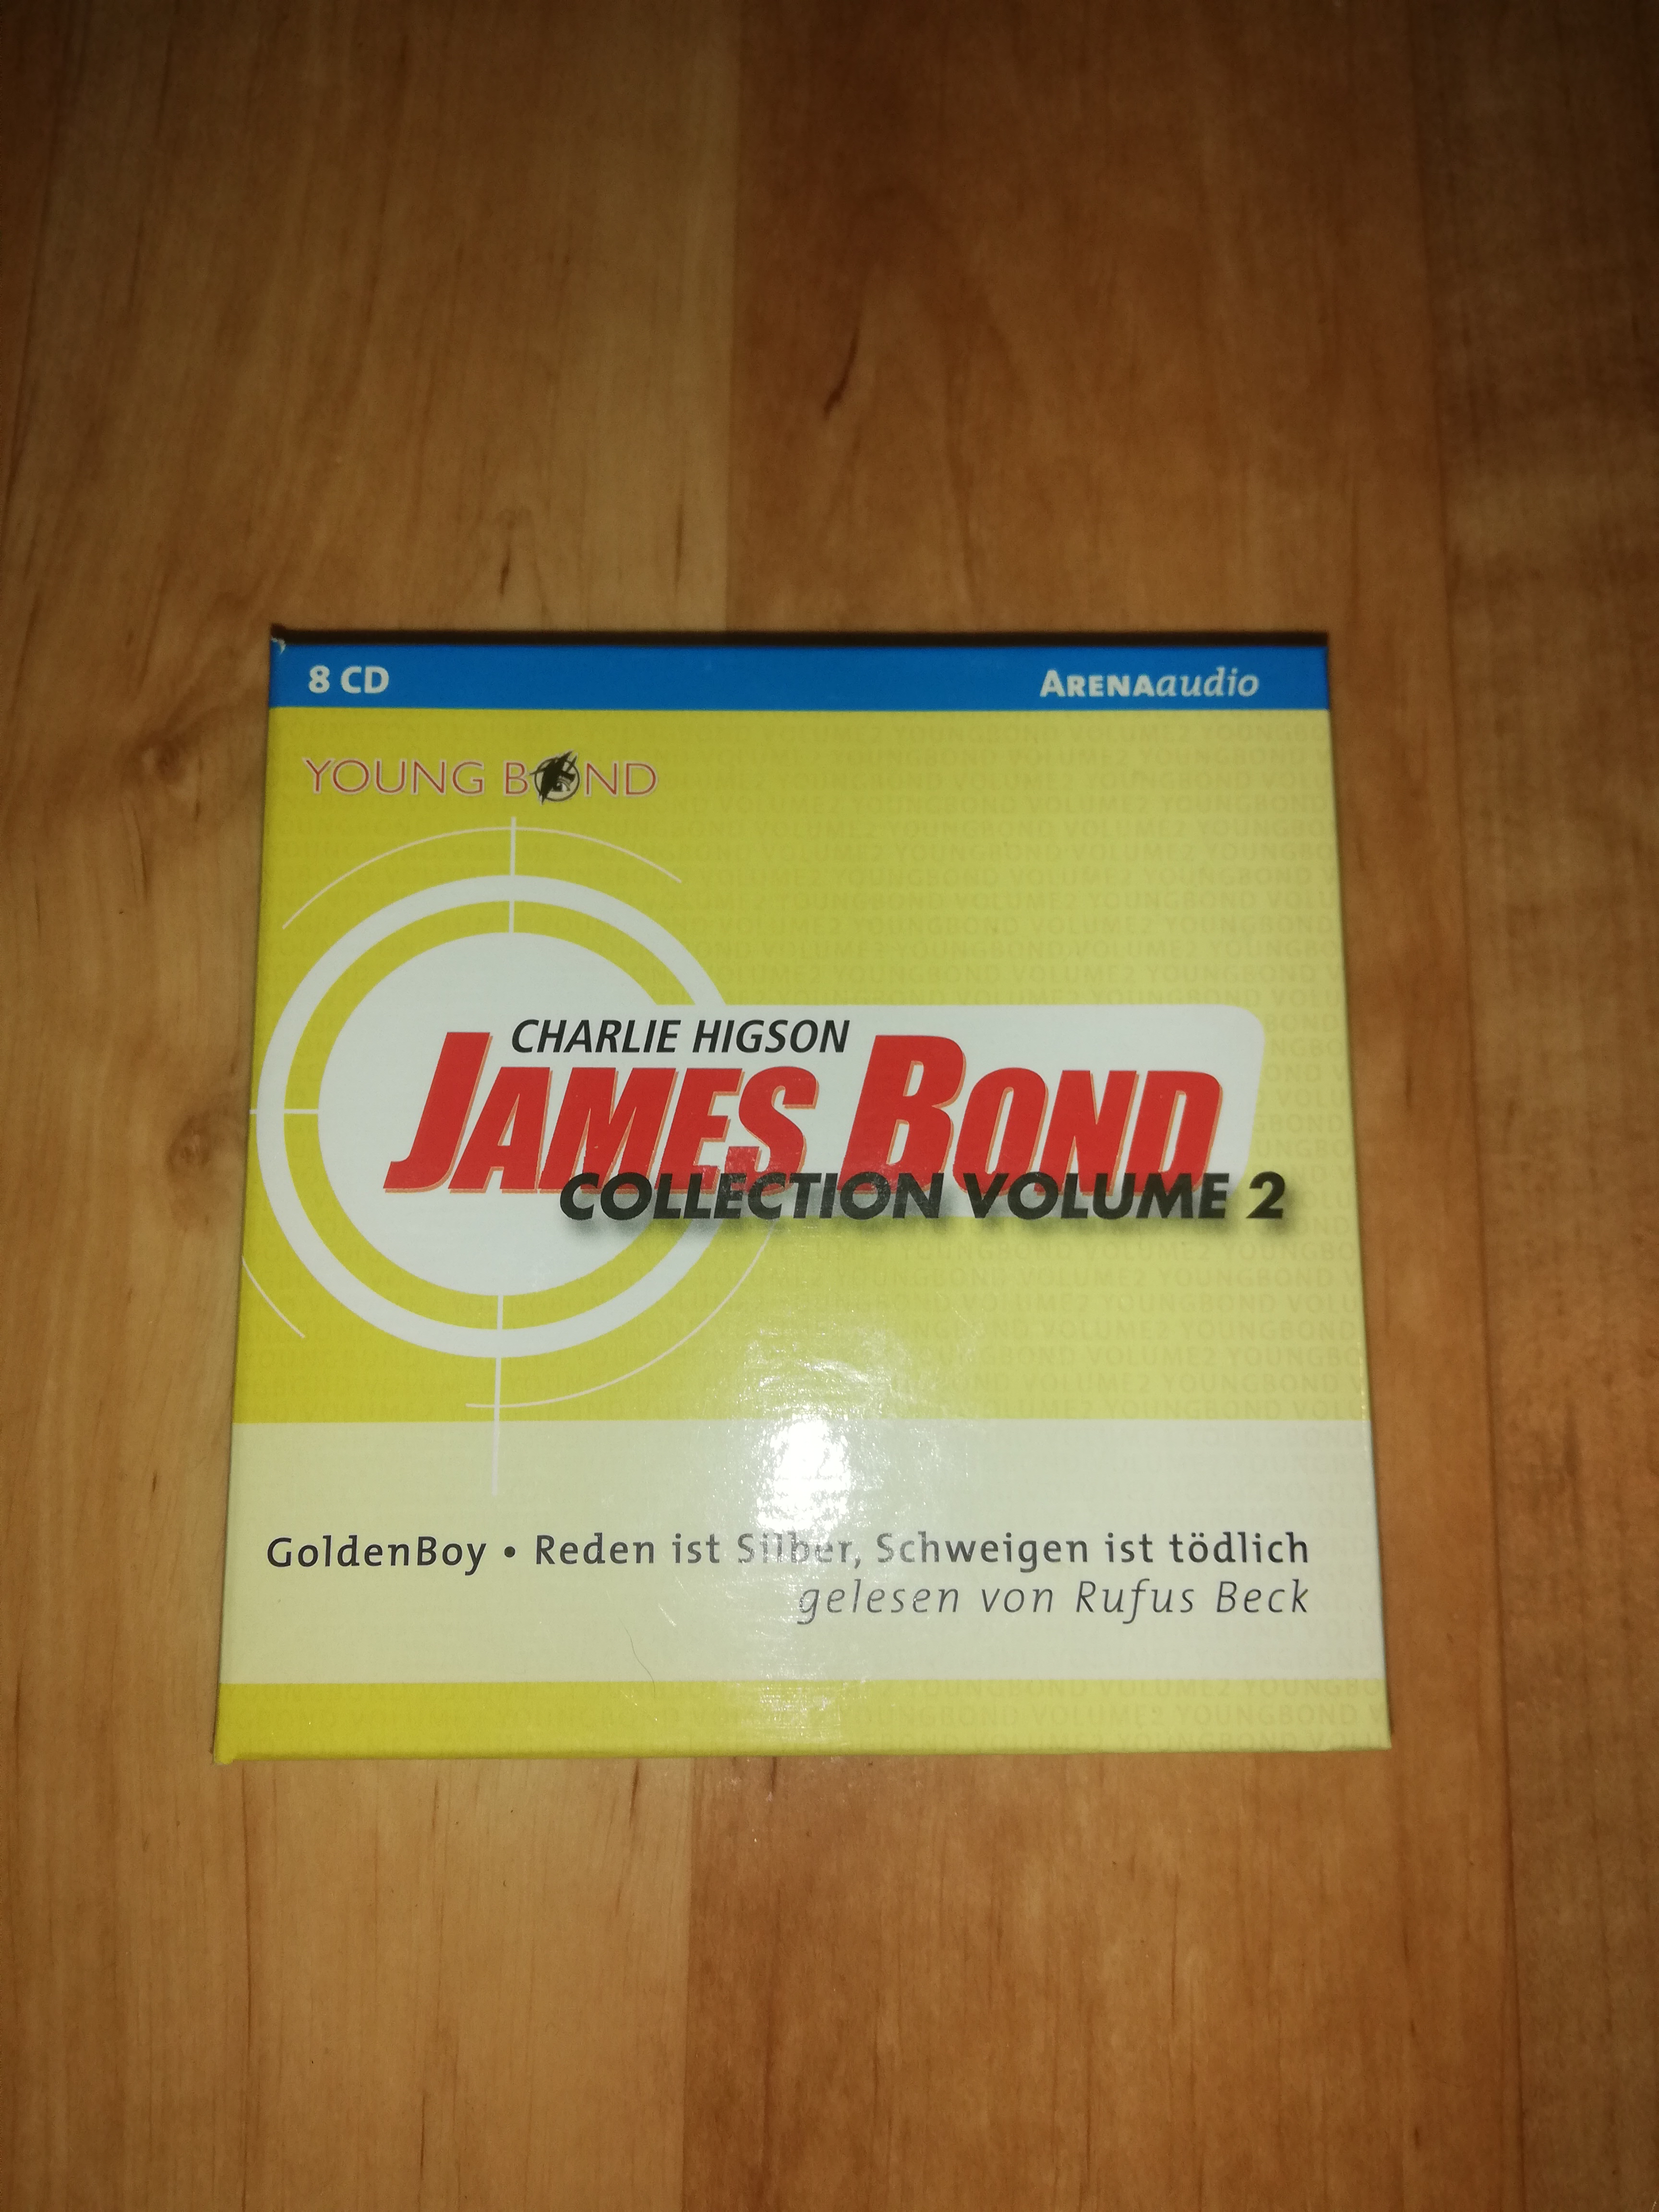 8 CD
ARENAaudio
YOUNG BOND
CHARLIE HIGSON
JAMES BOND
COLLECTION VOLUME 2
GoldenBoy • Reden ist Silber, Schweigen ist tödlich
gelesen von Rufus Beck